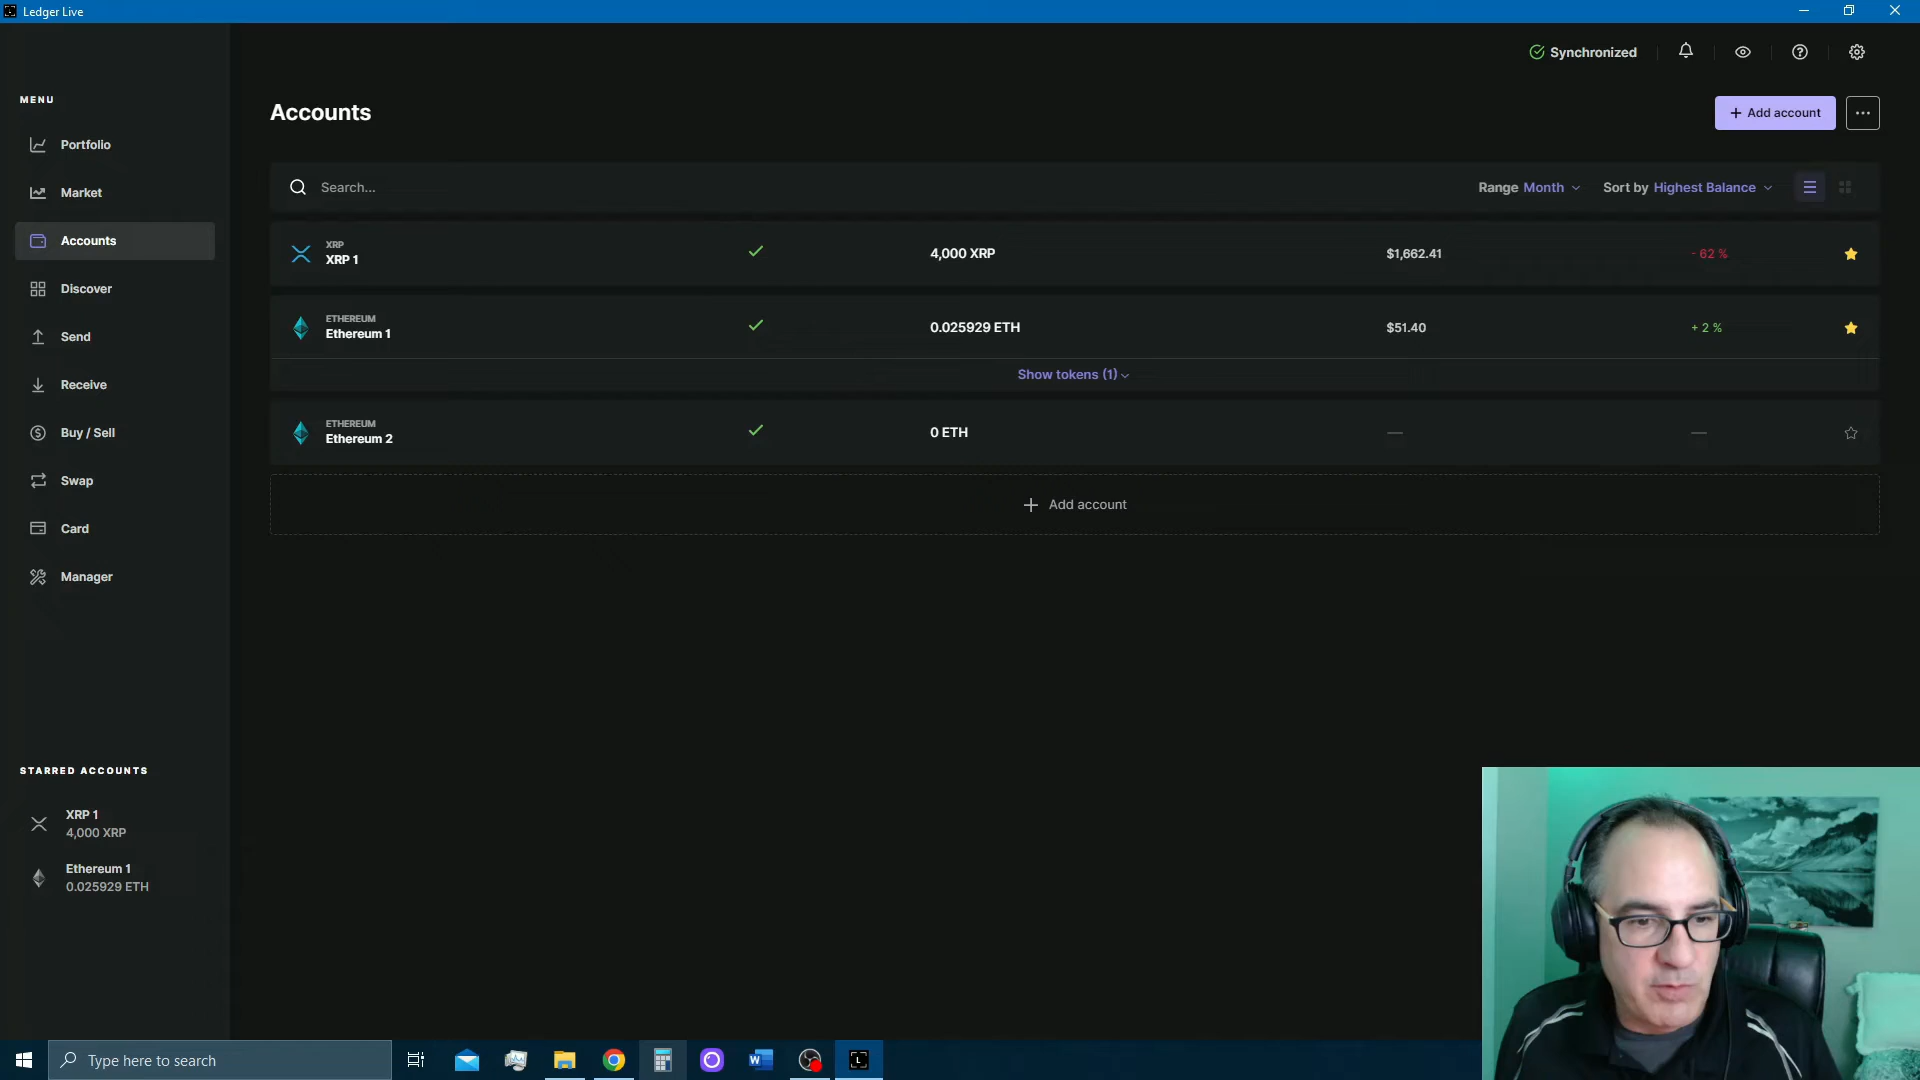 Ledger Live
Synchronized
MENU
Portfolio
Market
Accounts
Discover
Send
Receive
Buy / Sell
Swap
Card
Manager
STARRED ACCOUNTS
XRP 1
4,000 XRP
Ethereum 1
0.025929 ETH
Accounts
+ Add account
Search...
Range Month
Sort by Highest Balance
XRP
XRP 1
4,000 XRP
$1,662.41
- 62 %
ETHEREUM
Ethereum 1
0.025929 ETH
$51.40
+ 2 %
Show tokens (1)
ETHEREUM
Ethereum 2
0 ETH
—
—
+ Add account
Type here to search
W
L